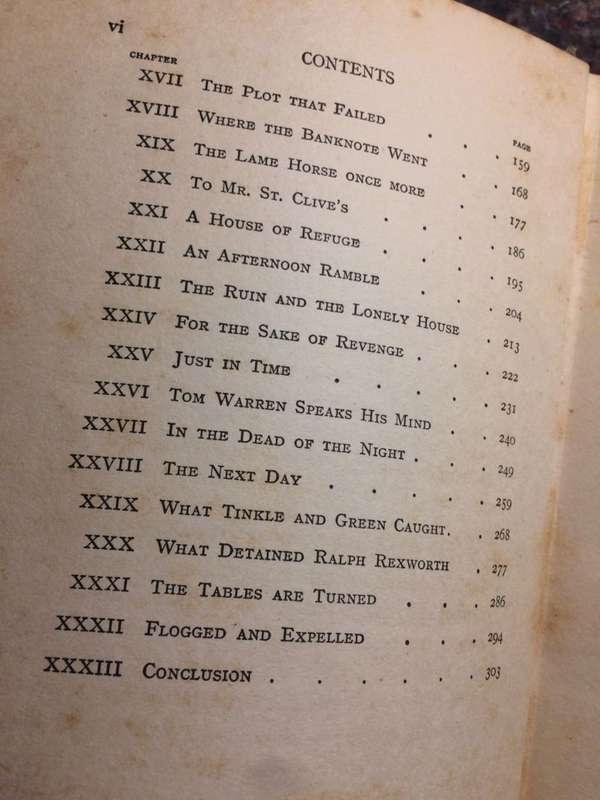 vi
CONTENTS
CHAPTER PAGE
XVII The Plot that Failed . . . 159
XVIII Where the Banknote Went . . 168
XIX The Lame Horse once more . . 177
XX To Mr. St. Clive's . . . . 186
XXI A House of Refuge . . . . 195
XXII An Afternoon Ramble . . . 204
XXIII The Ruin and the Lonely House . 213
XXIV For the Sake of Revenge . . . 222
XXV Just in Time . . . . . 231
XXVI Tom Warren Speaks His Mind . . 240
XXVII In the Dead of the Night . . . 249
XXVIII The Next Day . . . . . 259
XXIX What Tinkle and Green Caught. . 268
XXX What Detained Ralph Rexworth . 277
XXXI The Tables are Turned . . . 286
XXXII Flogged and Expelled . . . 294
XXXIII Conclusion . . . . . . 303